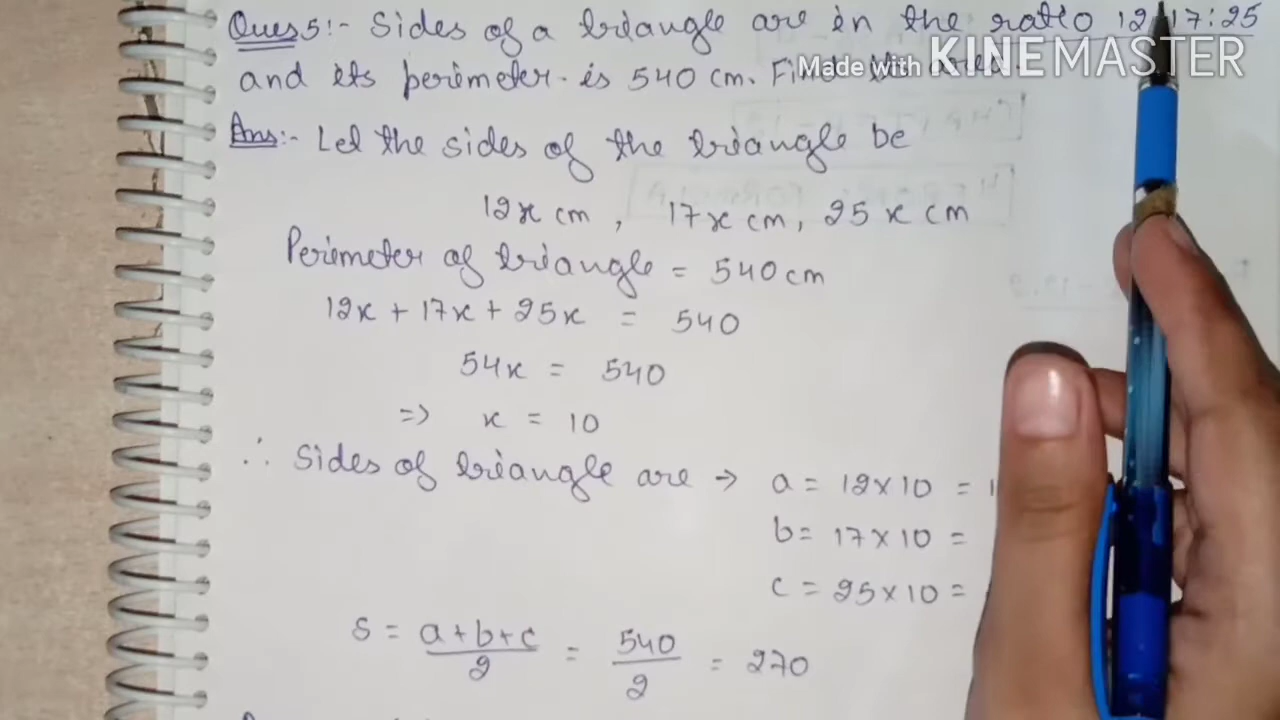 Ques 5:- Sides of a triangle are in the ratio 12 17:25
Made With KINEMASTER
and its perimeter is 540 cm. Find
Ans:- Let the sides of the triangle be
12x cm , 17x cm, 25x cm
Perimeter of triangle = 540 cm
12x + 17x + 25x = 540
54x = 540
=> x = 10
∴ Sides of triangle are → a = 12×10 = 1
b = 17×10 =
c = 25×10 =
s = a+b+c/2 = 540/2 = 270